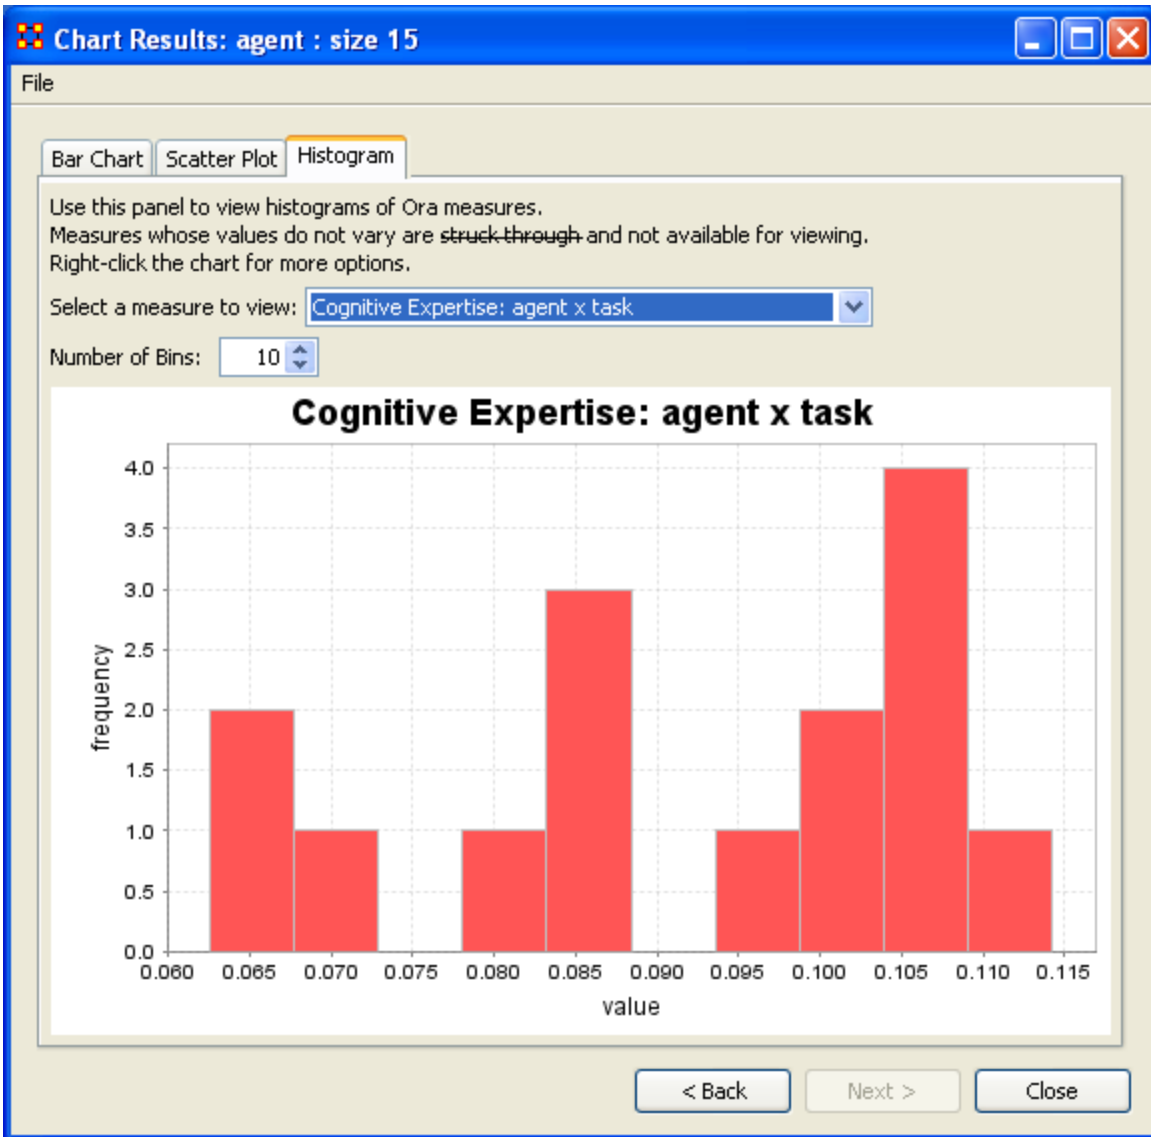 Chart Results: agent : size 15
File
Bar Chart Scatter Plot Histogram
Use this panel to view histograms of Ora measures.
Measures whose values do not vary are struck through and not available for viewing.
Right-click the chart for more options.
Select a measure to view: Cognitive Expertise: agent x task
Number of Bins: 10
Cognitive Expertise: agent x task
4.0
3.5
3.0
2.5
2.0
1.5
1.0
0.5
0.0
frequency
0.060 0.065 0.070 0.075 0.080 0.085 0.090 0.095 0.100 0.105 0.110 0.115
value
< Back Next > Close